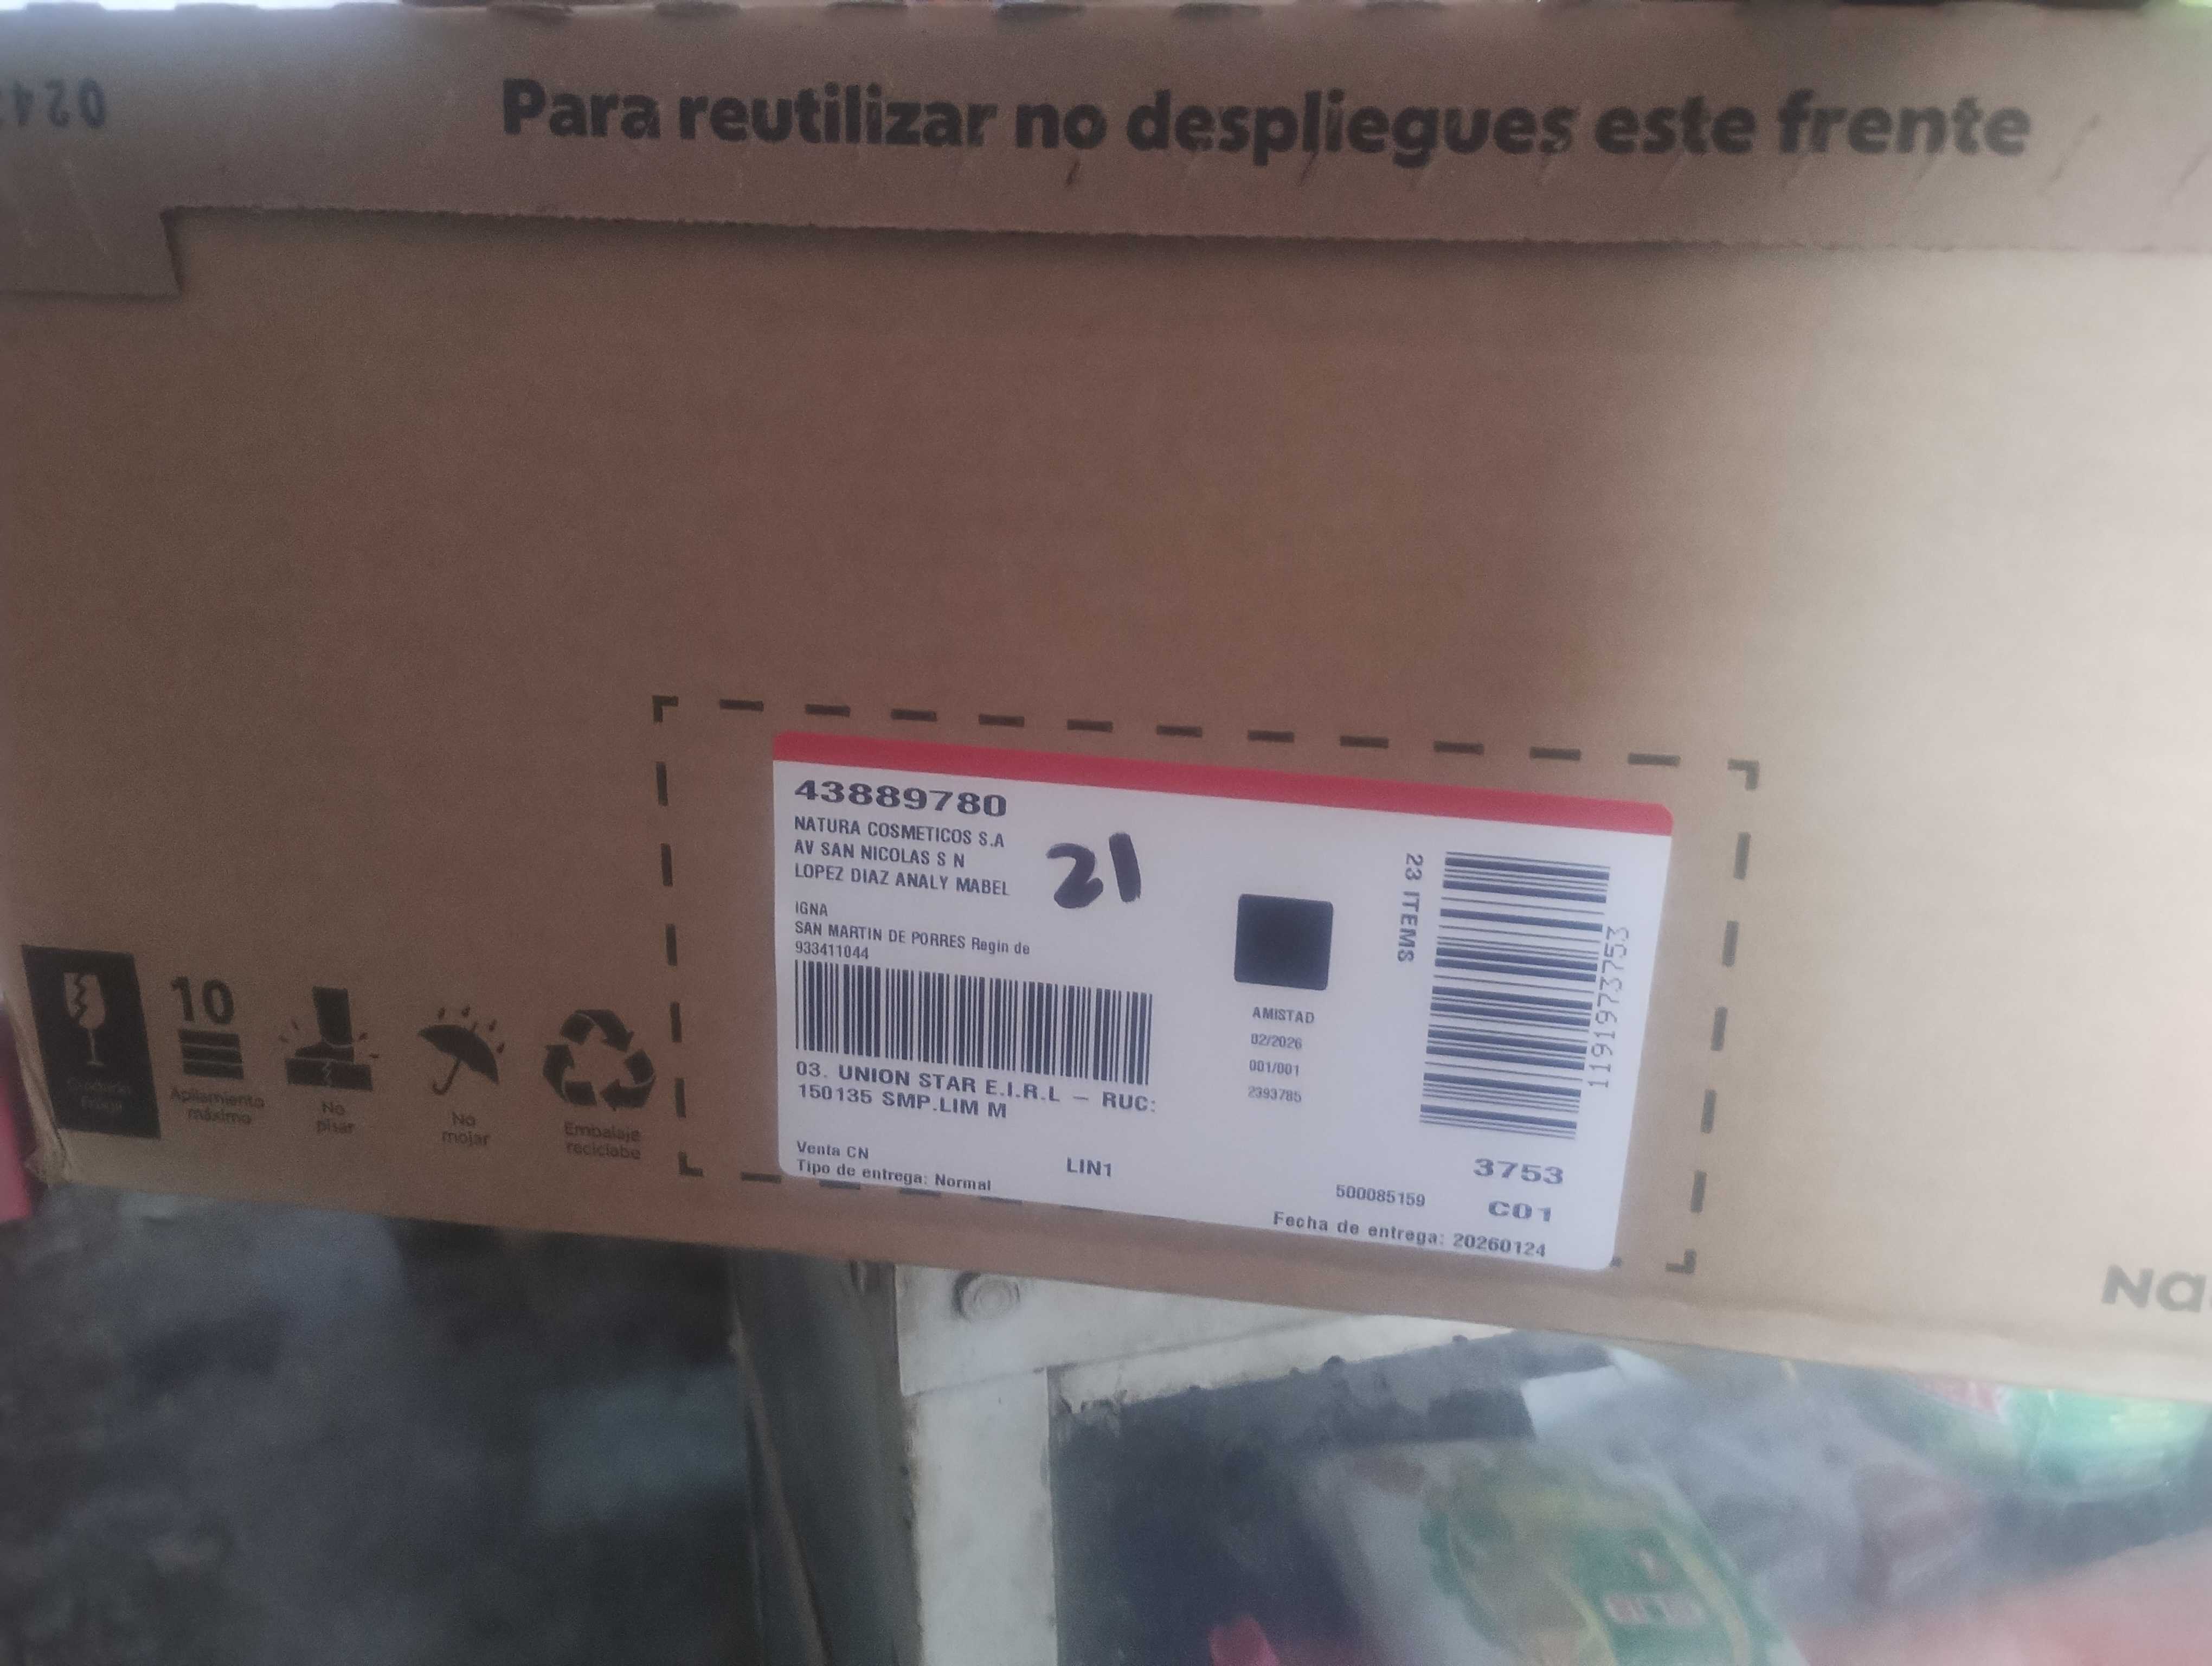 Para reutilizar no despliegues este frente
43889780
NATURA COSMETICOS S.A
AV SAN NICOLAS S N
LOPEZ DIAZ ANALY MABEL
21
IGNA
SAN MARTIN DE PORRES Regin de
933411044
03. UNION STAR E.I.R.L - RUC:
150135 SMP.LIM M
Venta CN
Tipo de entrega: Normal
LIN1
AMISTAD
02/2026
001/001
2393785
23 ITEMS
119197373753
3753
C01
500085159
Fecha de entrega: 20260124
10
Apilamiento
máximo
No
pisar
No
mojar
Embalaje
reciclabe